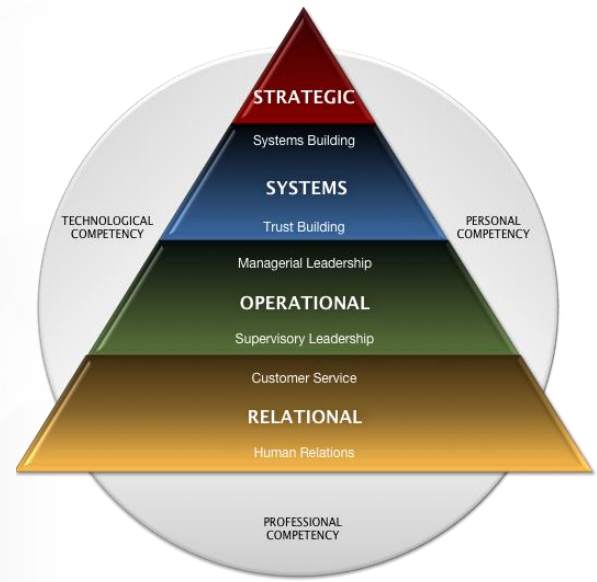 STRATEGIC
Systems Building
SYSTEMS
TECHNOLOGICAL
COMPETENCY
PERSONAL
COMPETENCY
Trust Building
Managerial Leadership
OPERATIONAL
Supervisory Leadership
Customer Service
RELATIONAL
Human Relations
PROFESSIONAL
COMPETENCY